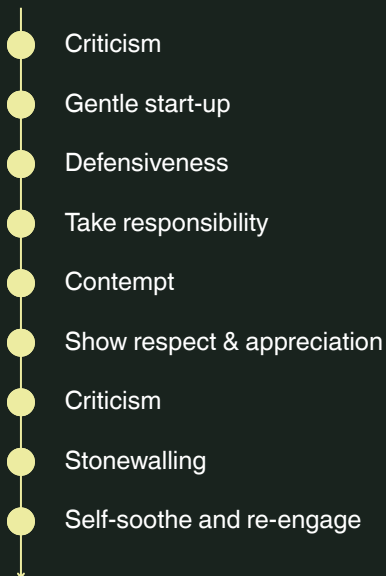 Criticism
Gentle start-up
Defensiveness
Take responsibility
Contempt
Show respect & appreciation
Criticism
Stonewalling
Self-soothe and re-engage